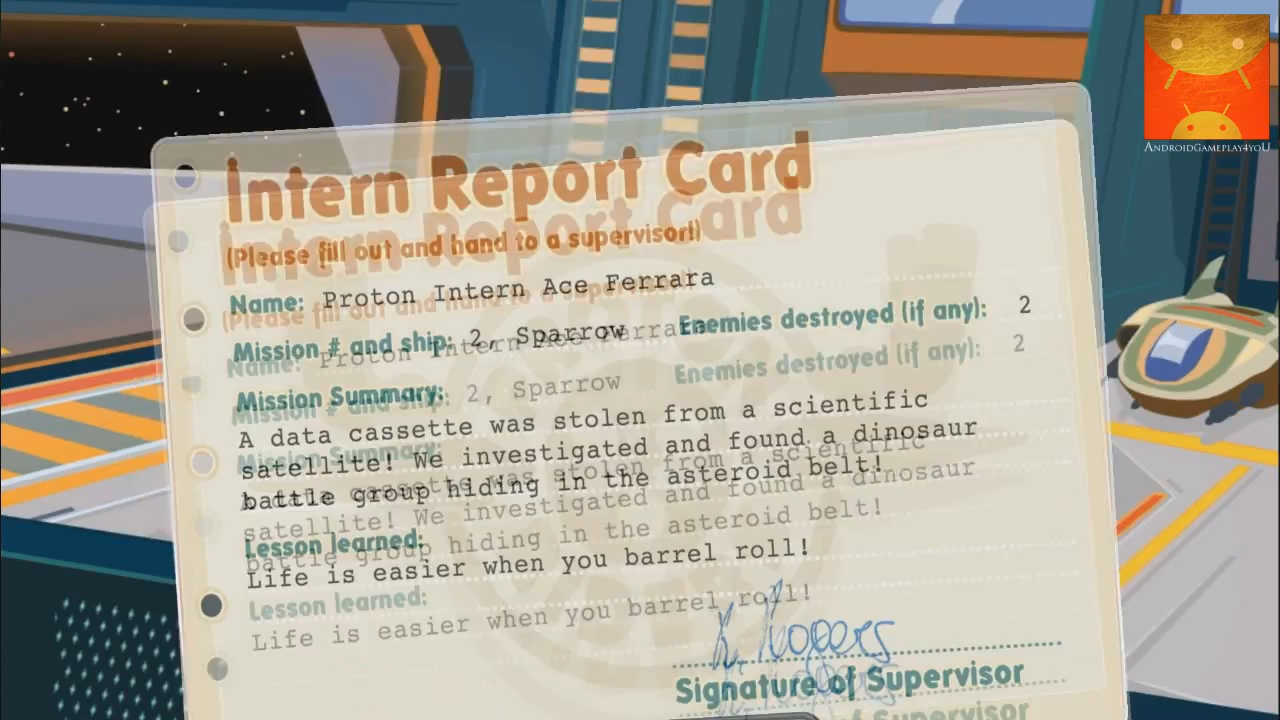 Intern Report Card
(Please fill out and hand to a supervisor!)
Name: Proton Intern Ace Ferrara
Mission # and ship: 2, Sparrow Enemies destroyed (if any): 2
Mission Summary:
A data cassette was stolen from a scientific
satellite! We investigated and found a dinosaur
battle group hiding in the asteroid belt!
Lesson learned:
Life is easier when you barrel roll!
Signature of Supervisor
AndroidGameplay4yoU